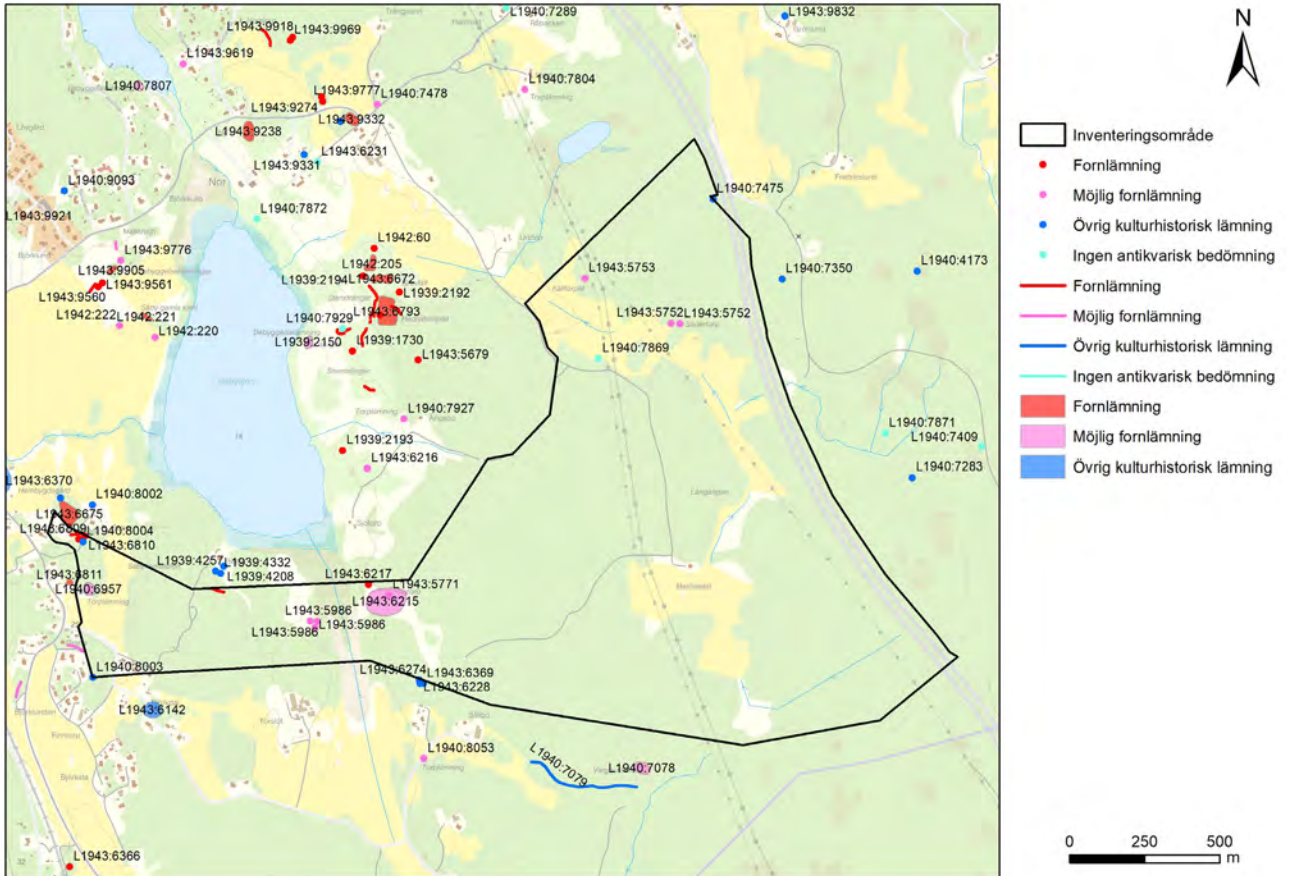 L1940:7289
L1943:9832
L1943:9918
L1943:9969
L1943:9619
L1940:7807
L1940:7804
L1943:9777
L1940:7478
L1943:9274
L1943:9332
L1943:9238
L1943:6231
L1943:9331
L1940:9093
Nor
L1940:7872
L1940:7475
L1943:9921
L1942:60
L1943:9776
L1942:205
L1943:9905
L1939:2194
L1943:6672
L1943:5753
L1940:7350
L1940:4173
L1943:9561
L1939:2192
L1943:9560
L1942:222
L1942:221
L1943:6793
L1943:5752
L1943:5752
L1942:220
L1940:7929
L1939:2150
L1939:1730
L1943:5679
L1940:7869
L1940:7927
L1940:7871
L1940:7409
L1939:2193
L1943:6216
L1940:7283
L1943:6370
L1940:8002
L1943:6675
L1943:6809
L1940:8004
L1943:6810
L1939:4257
L1939:4332
L1939:4208
L1943:6811
L1943:6217
L1943:5771
L1940:6957
L1943:6215
L1943:5986
L1943:5986
L1943:5986
L1940:8003
L1943:6274
L1943:6369
L1943:6228
L1943:6142
L1940:8053
L1940:7079
L1940:7078
L1943:6366
N
Inventeringsområde
Fornlämning
Möjlig fornlämning
Övrig kulturhistorisk lämning
Ingen antikvarisk bedömning
Fornlämning
Möjlig fornlämning
Övrig kulturhistorisk lämning
Ingen antikvarisk bedömning
Fornlämning
Möjlig fornlämning
Övrig kulturhistorisk lämning
0 250 500
m